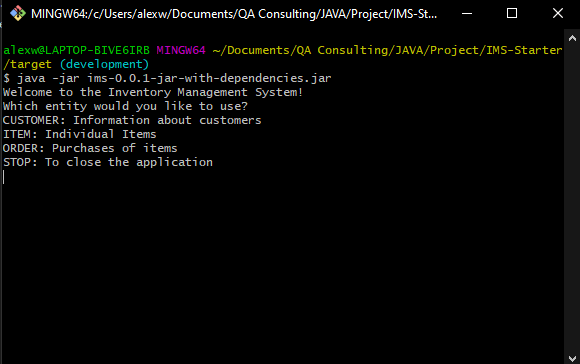 MINGW64:/c/Users/alexw/Documents/QA Consulting/JAVA/Project/IMS-St...
alexw@LAPTOP-BIVE6IRB MINGW64 ~/Documents/QA Consulting/JAVA/Project/IMS-Starter
/target (development)
$ java -jar ims-0.0.1-jar-with-dependencies.jar
Welcome to the Inventory Management System!
Which entity would you like to use?
CUSTOMER: Information about customers
ITEM: Individual Items
ORDER: Purchases of items
STOP: To close the application